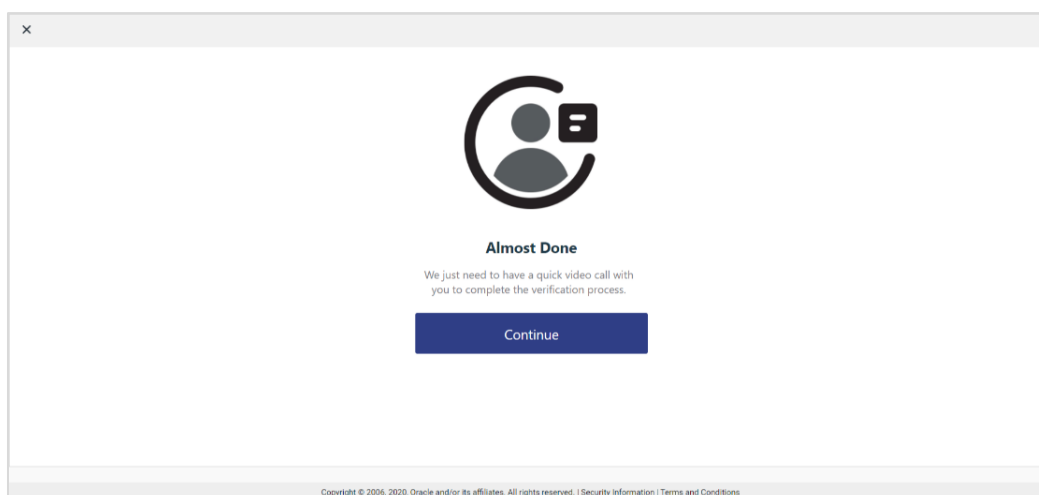 ×
Almost Done
We just need to have a quick video call with
you to complete the verification process.
Continue
Copyright © 2006, 2020, Oracle and/or its affiliates. All rights reserved. | Security Information | Terms and Conditions